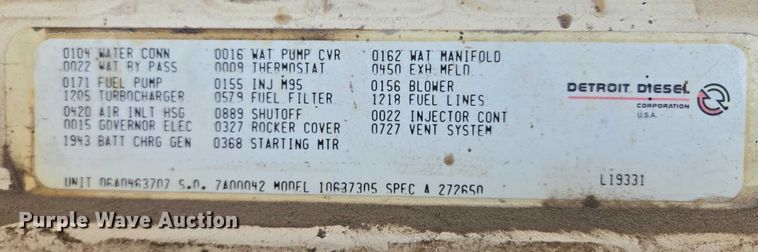 0104 WATER CONN 0016 WAT PUMP CVR 0162 WAT MANIFOLD
0022 WAT BY PASS 0009 THERMOSTAT 0450 EXH MFLD
0171 FUEL PUMP 0155 INJ M95 0156 BLOWER
1205 TURBOCHARGER 0579 FUEL FILTER 1218 FUEL LINES
0420 AIR INLT HSG 0889 SHUTOFF 0022 INJECTOR CONT
0015 GOVERNOR ELEC 0327 ROCKER COVER 0727 VENT SYSTEM
1943 BATT CHRG GEN 0368 STARTING MTR
DETROIT DIESEL
CORPORATION
U.S.A.
UNIT 06A0463707 S.O. 7A00042 MODEL 10637305 SPEC A 272650 L19331
Purple Wave Auction